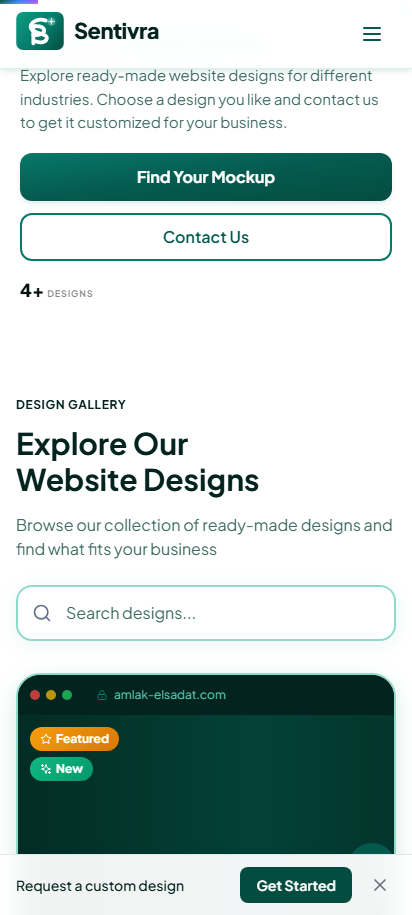 Sentivra
Explore ready-made website designs for different
industries. Choose a design you like and contact us
to get it customized for your business.
Find Your Mockup
Contact Us
4+ DESIGNS
DESIGN GALLERY
Explore Our
Website Designs
Browse our collection of ready-made designs and
find what fits your business
Search designs...
amlak-elsadat.com
Featured
New
Request a custom design
Get Started